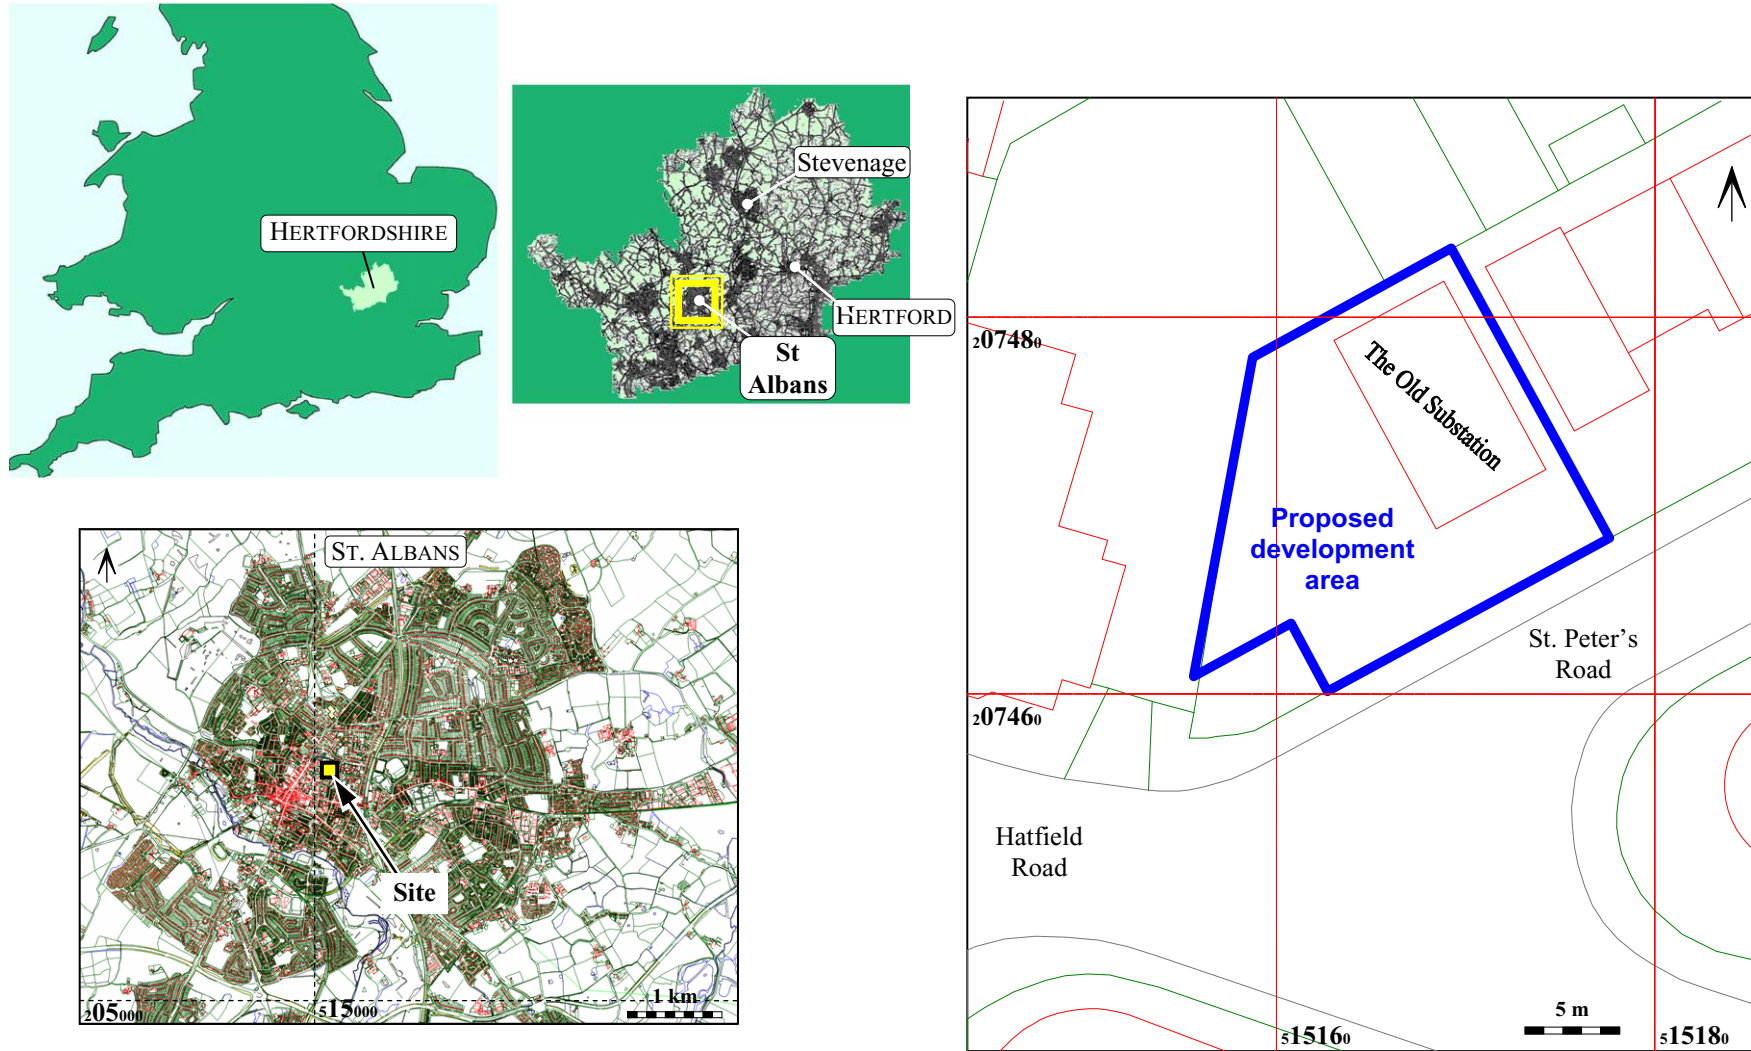 HERTFORDSHIRE
Stevenage
HERTFORD
St
Albans
ST. ALBANS
Site
205000
515000
1 km
207480
The Old Substation
Proposed
development
area
St. Peter’s
Road
207460
Hatfield
Road
5 m
515160
515180